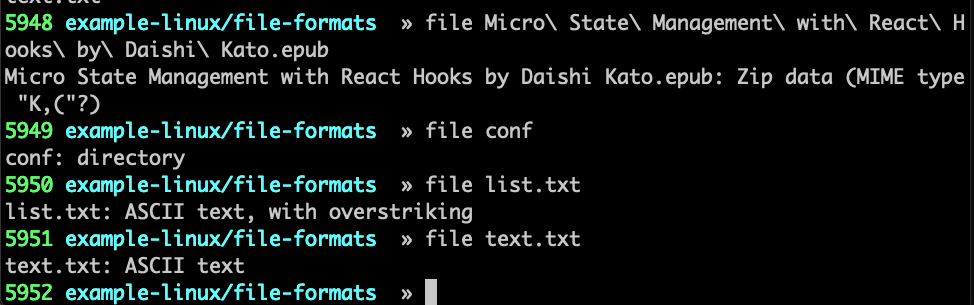 text.txt
5948 example-linux/file-formats  » file Micro\ State\ Management\ with\ React\ H
ooks\ by\ Daishi\ Kato.epub
Micro State Management with React Hooks by Daishi Kato.epub: Zip data (MIME type
 "K,("?)
5949 example-linux/file-formats  » file conf
conf: directory
5950 example-linux/file-formats  » file list.txt
list.txt: ASCII text, with overstriking
5951 example-linux/file-formats  » file text.txt
text.txt: ASCII text
5952 example-linux/file-formats  »